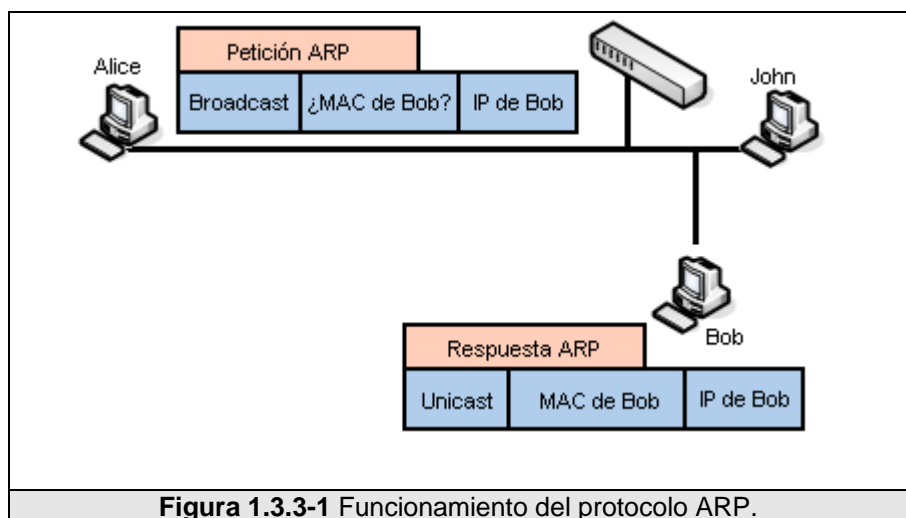 Petición ARP
Alice
Broadcast ¿MAC de Bob? IP de Bob
John
Bob
Respuesta ARP
Unicast MAC de Bob IP de Bob
Figura 1.3.3-1 Funcionamiento del protocolo ARP.